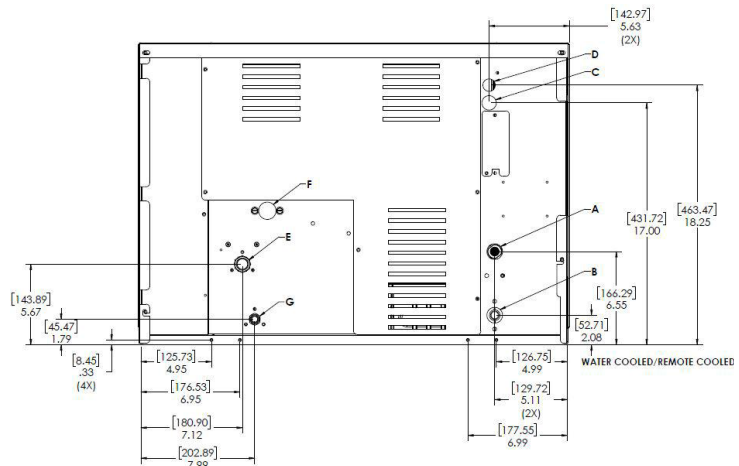 [142.97]
5.63
(2X)
D
C
F
A
E
[463.47]
18.25
[431.72]
17.00
[143.89]
5.67
[166.29]
6.55
B
G
[45.47]
1.79
[52.71]
2.08
[8.45]
.33
(4X)
[125.73]
4.95
[126.75]
4.99
WATER COOLED/REMOTE COOLED
[176.53]
6.95
[129.72]
5.11
(2X)
[180.90]
7.12
[177.55]
6.99
[202.89]
7.99